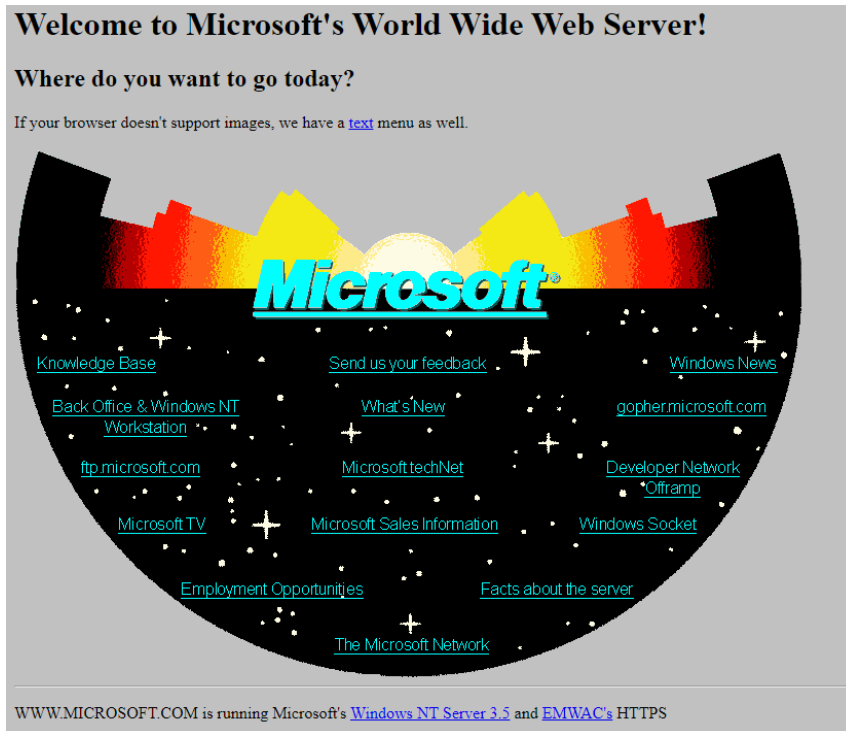 Welcome to Microsoft's World Wide Web Server!
Where do you want to go today?
If your browser doesn't support images, we have a text menu as well.
Microsoft®
Knowledge Base
Send us your feedback
Windows News
Back Office & Windows NT
Workstation
What's New
gopher.microsoft.com
ftp.microsoft.com
Microsoft techNet
Developer Network
Offramp
Microsoft TV
Microsoft Sales Information
Windows Socket
Employment Opportunities
Facts about the server
The Microsoft Network
WWW.MICROSOFT.COM is running Microsoft's Windows NT Server 3.5 and EMWAC's HTTPS